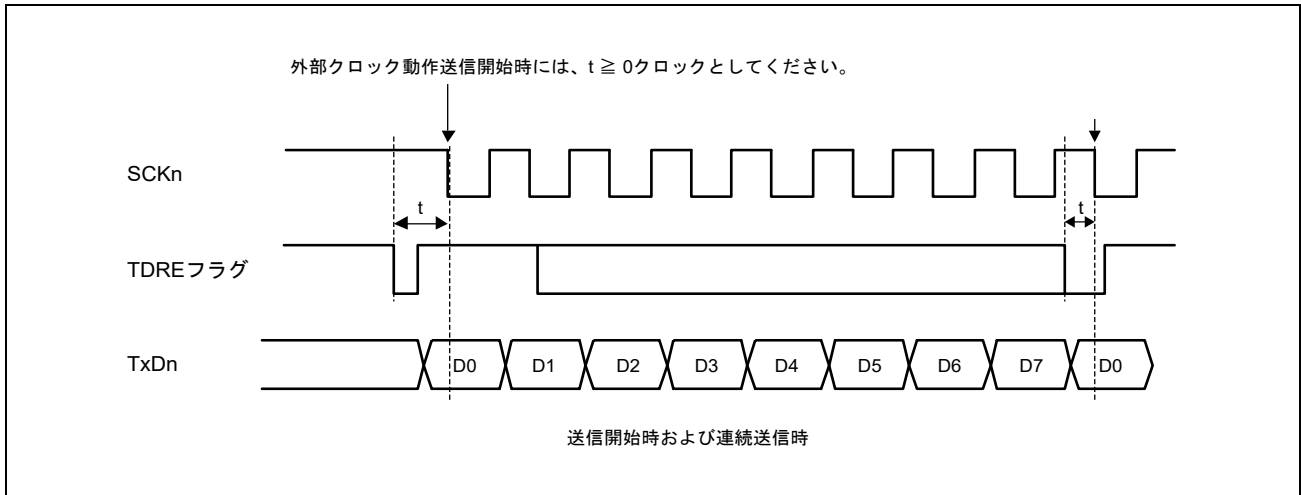 外部クロック動作送信開始時には、t ≧ 0クロックとしてください。
SCKn
t
t
TDREフラグ
TxDn
D0
D1
D2
D3
D4
D5
D6
D7
D0
送信開始時および連続送信時